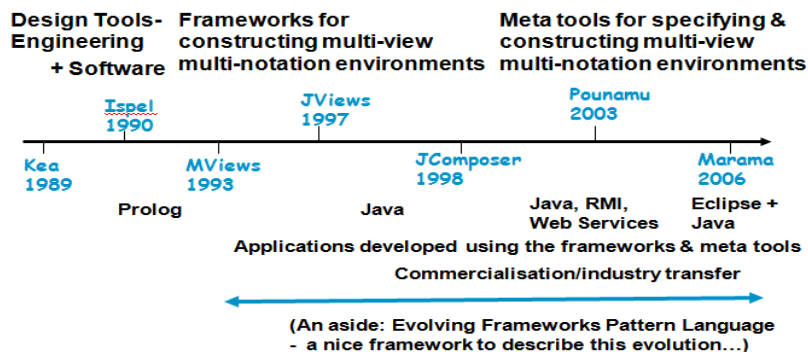 Design Tools-
Engineering
+ Software
Frameworks for
constructing multi-view
multi-notation environments
Meta tools for specifying &
constructing multi-view
multi-notation environments
Ispel
1990
JViews
1997
Pounamu
2003
Kea
1989
MViews
1993
JComposer
1998
Marama
2006
Prolog
Java
Java, RMI,
Web Services
Eclipse +
Java
Applications developed using the frameworks & meta tools
Commercialisation/industry transfer
(An aside: Evolving Frameworks Pattern Language
- a nice framework to describe this evolution...)